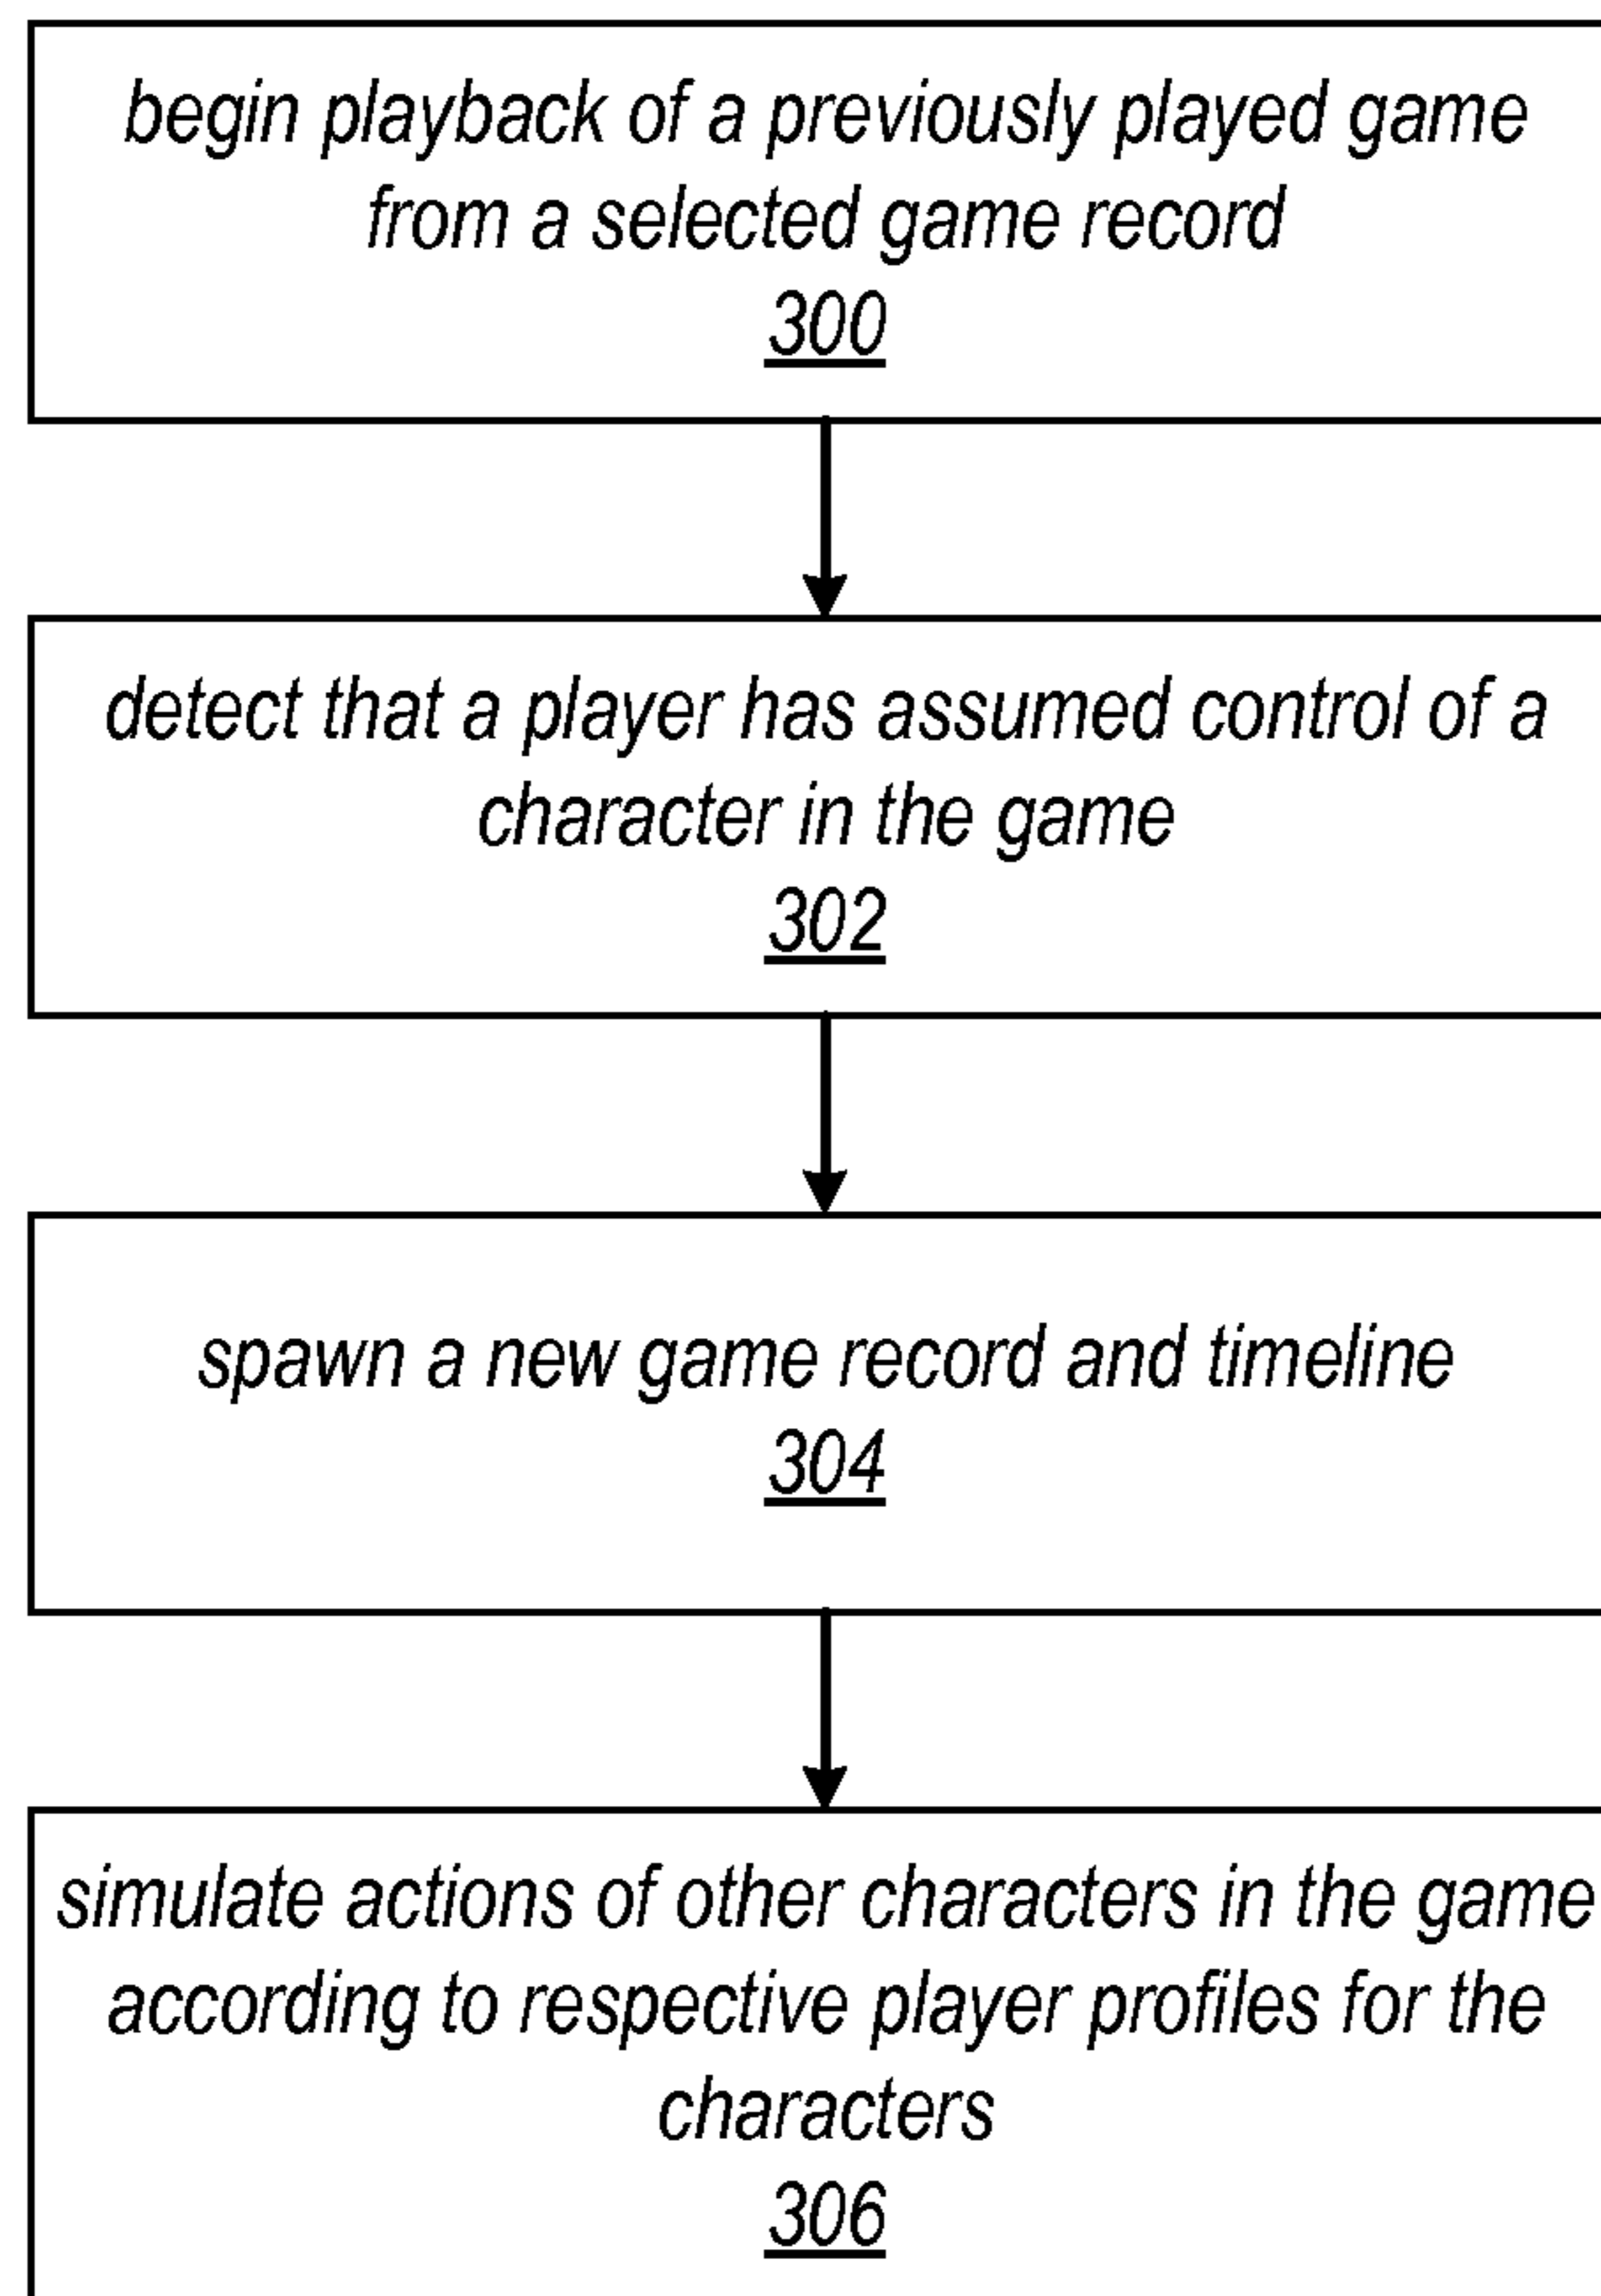 begin playback of a previously played game
from a selected game record
300
detect that a player has assumed control of a
character in the game
302
spawn a new game record and timeline
304
simulate actions of other characters in the game
according to respective player profiles for the
characters
306